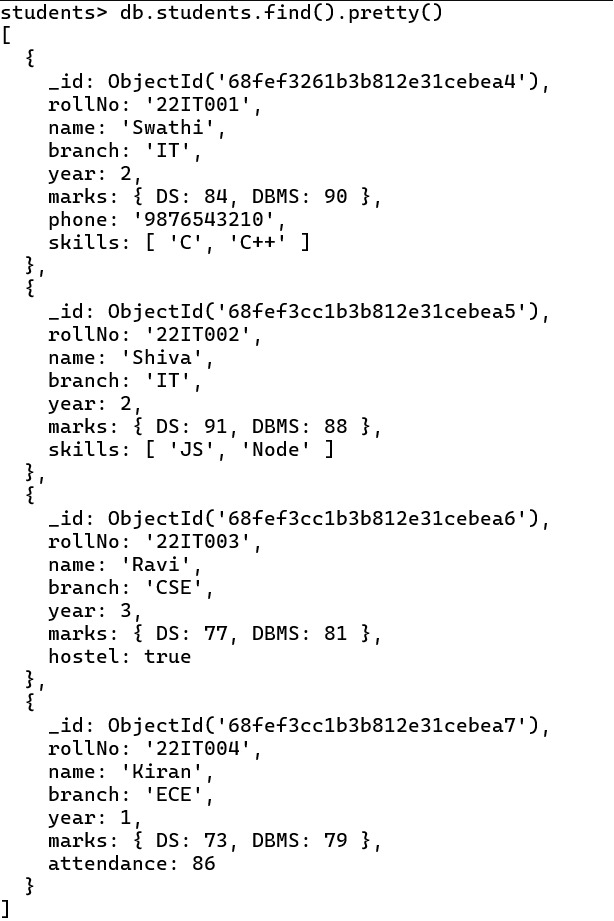 students> db.students.find().pretty()
[
  {
    _id: ObjectId('68fef3261b3b812e31cebea4'),
    rollNo: '22IT001',
    name: 'Swathi',
    branch: 'IT',
    year: 2,
    marks: { DS: 84, DBMS: 90 },
    phone: '9876543210',
    skills: [ 'C', 'C++' ]
  },
  {
    _id: ObjectId('68fef3cc1b3b812e31cebea5'),
    rollNo: '22IT002',
    name: 'Shiva',
    branch: 'IT',
    year: 2,
    marks: { DS: 91, DBMS: 88 },
    skills: [ 'JS', 'Node' ]
  },
  {
    _id: ObjectId('68fef3cc1b3b812e31cebea6'),
    rollNo: '22IT003',
    name: 'Ravi',
    branch: 'CSE',
    year: 3,
    marks: { DS: 77, DBMS: 81 },
    hostel: true
  },
  {
    _id: ObjectId('68fef3cc1b3b812e31cebea7'),
    rollNo: '22IT004',
    name: 'Kiran',
    branch: 'ECE',
    year: 1,
    marks: { DS: 73, DBMS: 79 },
    attendance: 86
  }
]